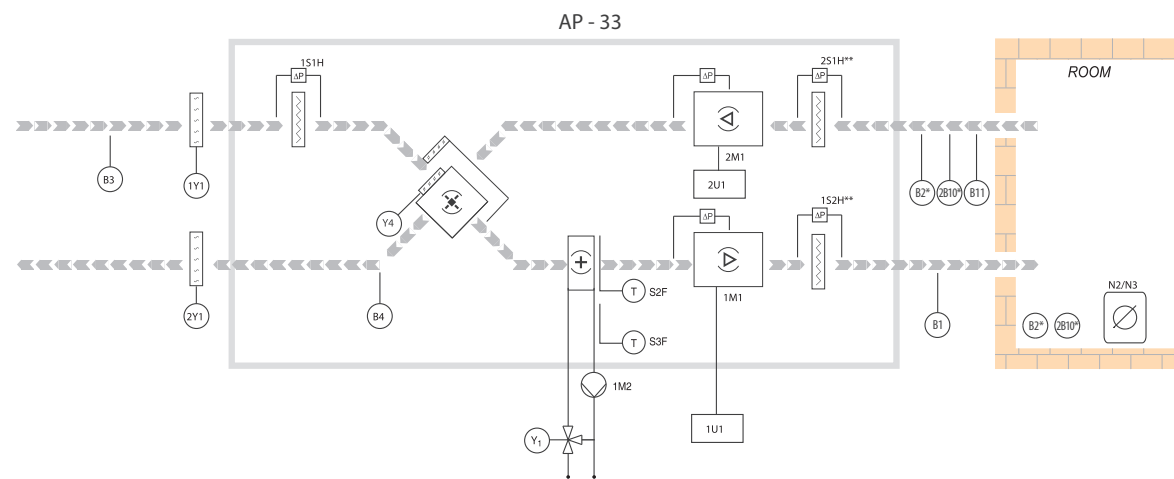 AP - 33
1S1H
ΔP
ΔP
2S1H**
ΔP
ROOM
B3
1Y1
2M1
2U1
B2*
2B10*
B11
Y4
1S2H**
ΔP
ΔP
2Y1
B4
S2F
1M1
B1
N2/N3
T
B2*
2B10*
T
S3F
1M2
1U1
Y1